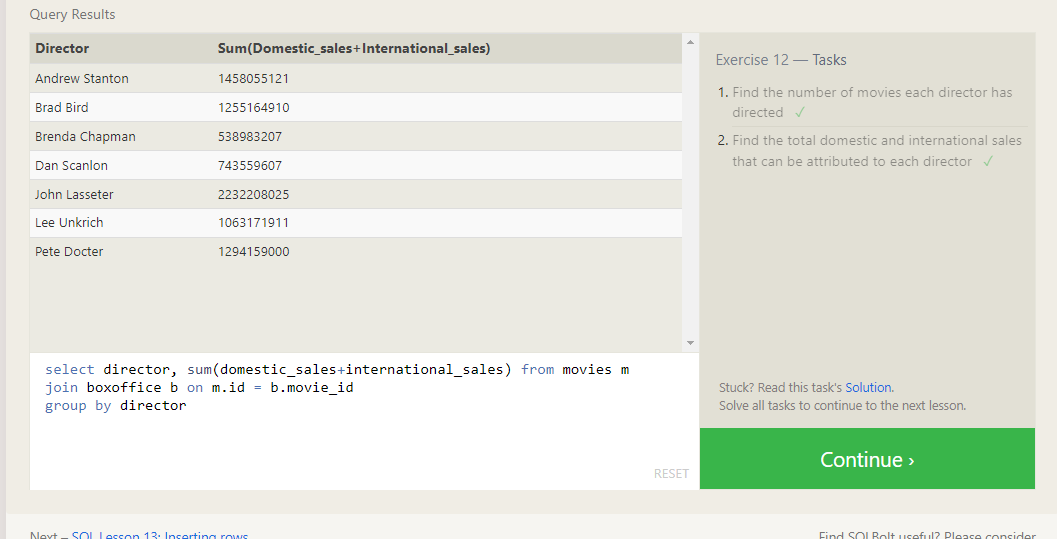 Query Results
Director Sum(Domestic_sales+International_sales)
Andrew Stanton 1458055121
Brad Bird 1255164910
Brenda Chapman 538983207
Dan Scanlon 743559607
John Lasseter 2232208025
Lee Unkrich 1063171911
Pete Docter 1294159000
select director, sum(domestic_sales+international_sales) from movies m
join boxoffice b on m.id = b.movie_id
group by director
RESET
Exercise 12 — Tasks
1. Find the number of movies each director has
directed ✓
2. Find the total domestic and international sales
that can be attributed to each director ✓
Stuck? Read this task's Solution.
Solve all tasks to continue to the next lesson.
Continue ›
Next – SQL Lesson 13: Inserting rows
Find SQLBolt useful? Please consider